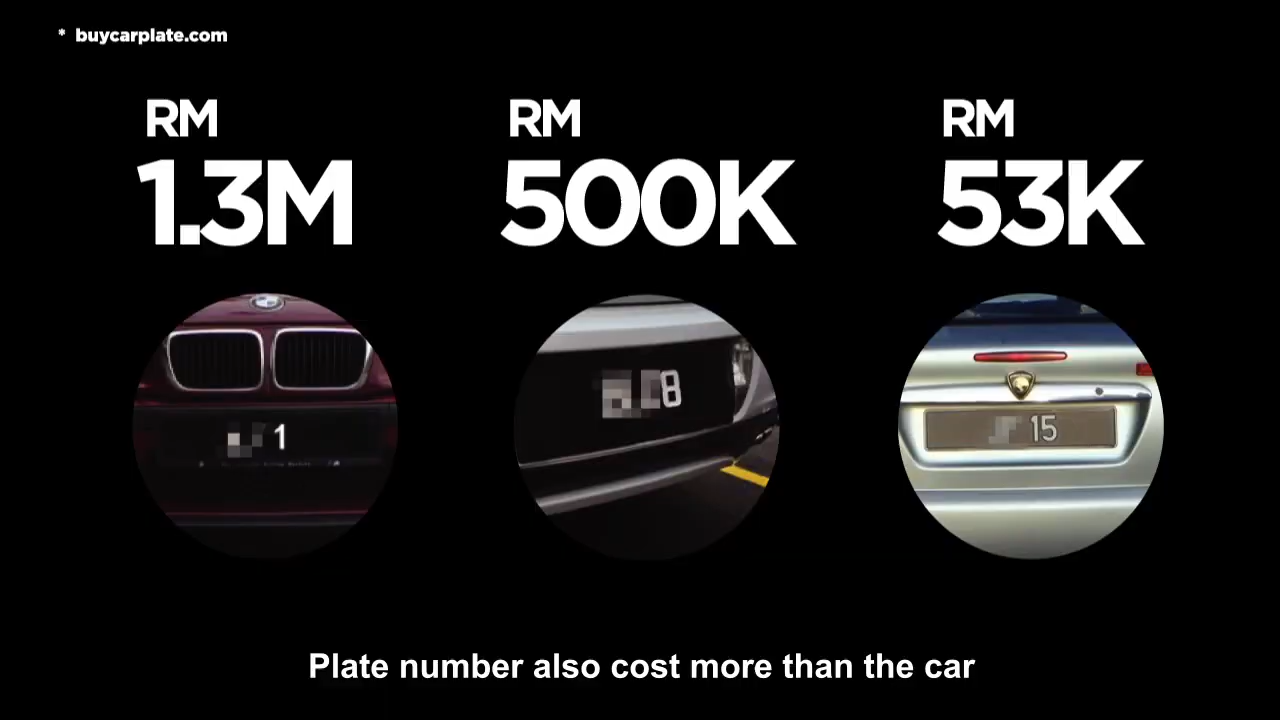 * buycarplate.com
RM
1.3M
RM
500K
RM
53K
1
8
15
Plate number also cost more than the car